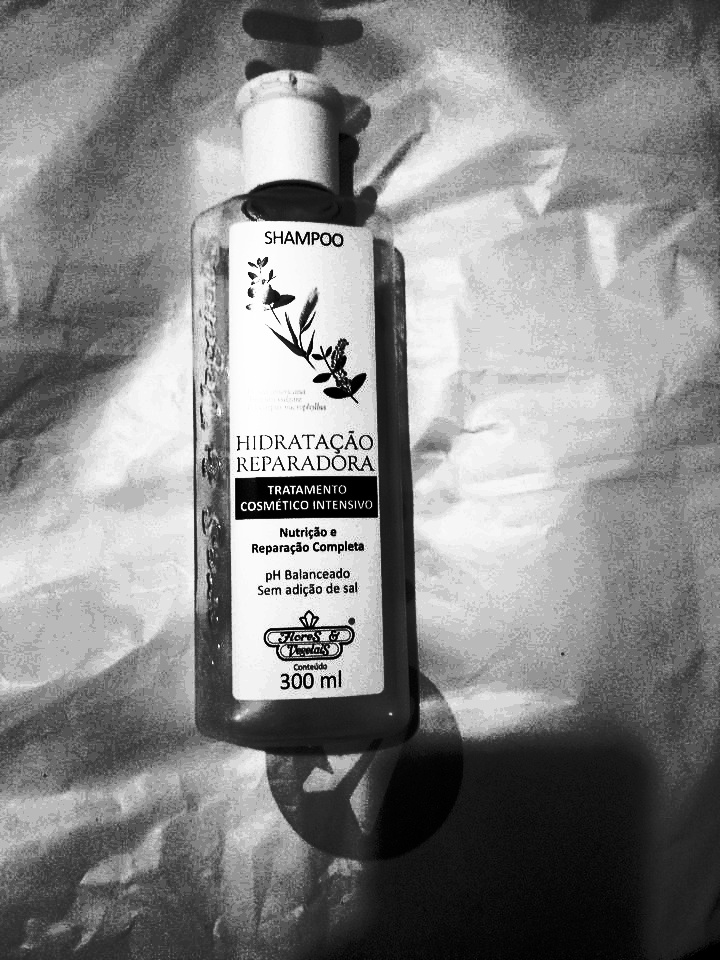 SHAMPOO
HIDRATAÇÃO
REPARADORA
TRATAMENTO
COSMÉTICO INTENSIVO
Nutrição e
Reparação Completa
pH Balanceado
Sem adição de sal
Flores &
Vegetais
Conteúdo
300 ml